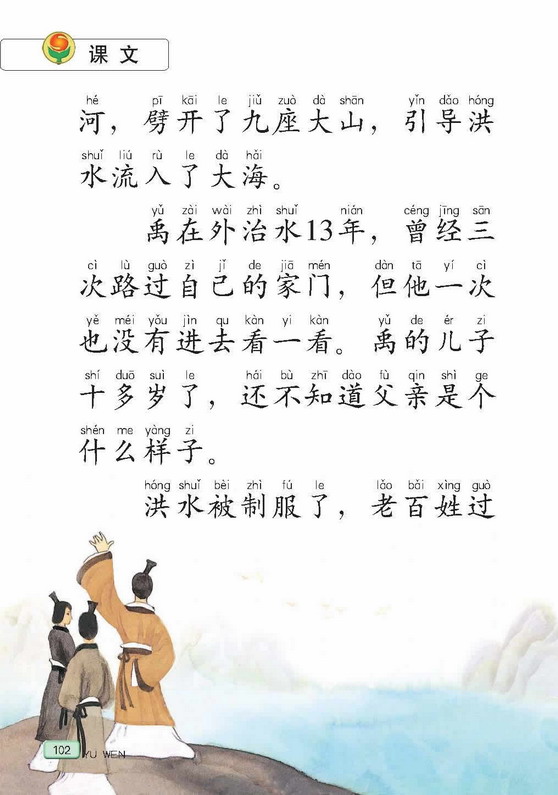 课文
hé pī kāi le jiǔ zuò dà shān yǐn dǎo hóng
河，劈开了九座大山，引导洪
shuǐ liú rù le dà hǎi
水流入了大海。
yǔ zài wài zhì shuǐ nián céng jīng sān
禹在外治水13年，曾经三
cì lù guò zì jǐ de jiā mén dàn tā yí cì
次路过自己的家门，但他一次
yě méi yǒu jìn qu kàn yi kàn yǔ de ér zi
也没有进去看一看。禹的儿子
shí duō suì le hái bù zhī dào fù qin shì ge
十多岁了，还不知道父亲是个
shén me yàng zi
什么样子。
hóng shuǐ bèi zhì fú le lǎo bǎi xìng guò
洪水被制服了，老百姓过
102 YU WEN